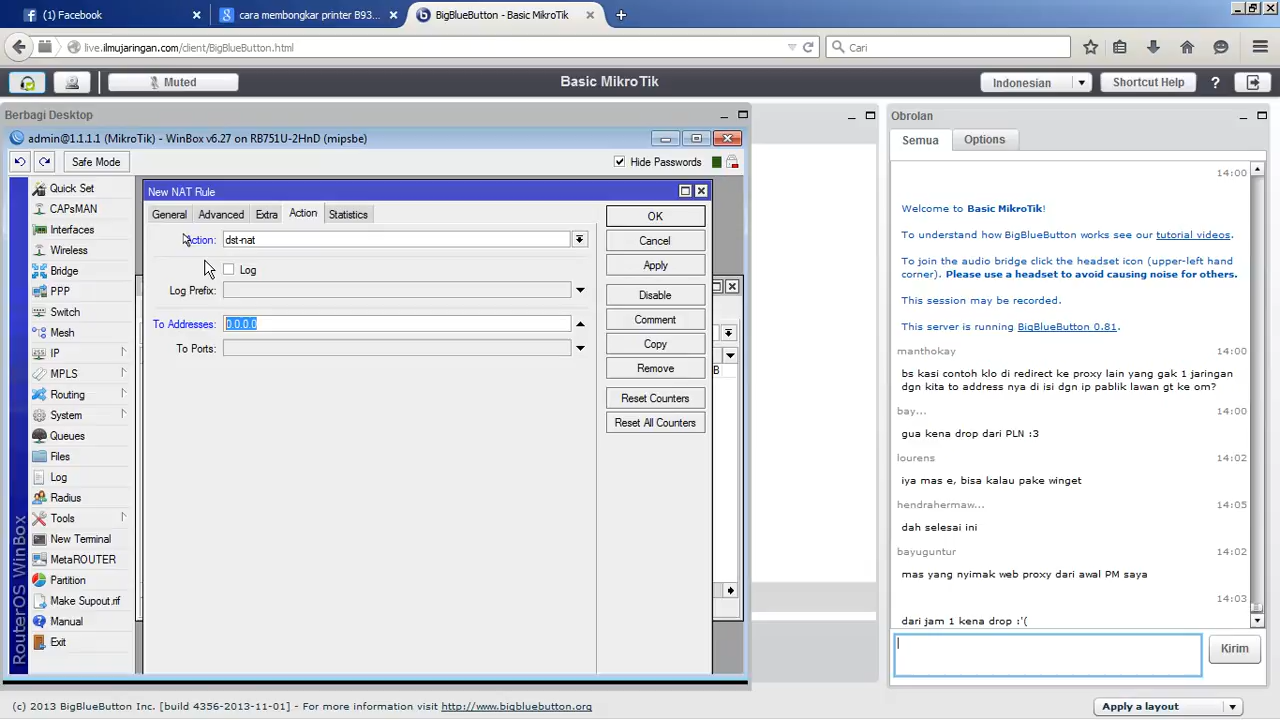 (1) Facebook
cara membongkar printer B93...
BigBlueButton - Basic MikroTik
live.ilmujaringan.com/client/BigBlueButton.html
Cari
Muted
Basic MikroTik
Indonesian
Shortcut Help
?
Berbagi Desktop
admin@1.1.1.1 (MikroTik) - WinBox v6.27 on RB751U-2HnD (mipsbe)
Safe Mode
Hide Passwords
Quick Set
CAPsMAN
Interfaces
Wireless
Bridge
PPP
Switch
Mesh
IP
MPLS
Routing
System
Queues
Files
Log
Radius
Tools
New Terminal
MetaROUTER
Partition
Make Supout.rif
Manual
Exit
RouterOS WinBox
New NAT Rule
General
Advanced
Extra
Action
Statistics
Action:
dst-nat
Log
Log Prefix:
To Addresses:
0.0.0.0
To Ports:
OK
Cancel
Apply
Disable
Comment
Copy
Remove
Reset Counters
Reset All Counters
B
Obrolan
Semua
Options
14:00
Welcome to Basic MikroTik!
To understand how BigBlueButton works see our tutorial videos.
To join the audio bridge click the headset icon (upper-left hand
corner). Please use a headset to avoid causing noise for others.
This session may be recorded.
This server is running BigBlueButton 0.81.
manthokay 14:00
bs kasi contoh klo di redirect ke proxy lain yang gak 1 jaringan
dgn kita to address nya di isi dgn ip pablik lawan gt ke om?
bay... 14:00
gua kena drop dari PLN :3
lourens 14:02
iya mas e, bisa kalau pake winget
hendrahermaw... 14:05
dah selesai ini
bayuguntur 14:02
mas yang nyimak web proxy dari awal PM saya
14:03
dari jam 1 kena drop :'(
Kirim
(c) 2013 BigBlueButton Inc. [build 4356-2013-11-01] - For more information visit http://www.bigbluebutton.org
Apply a layout